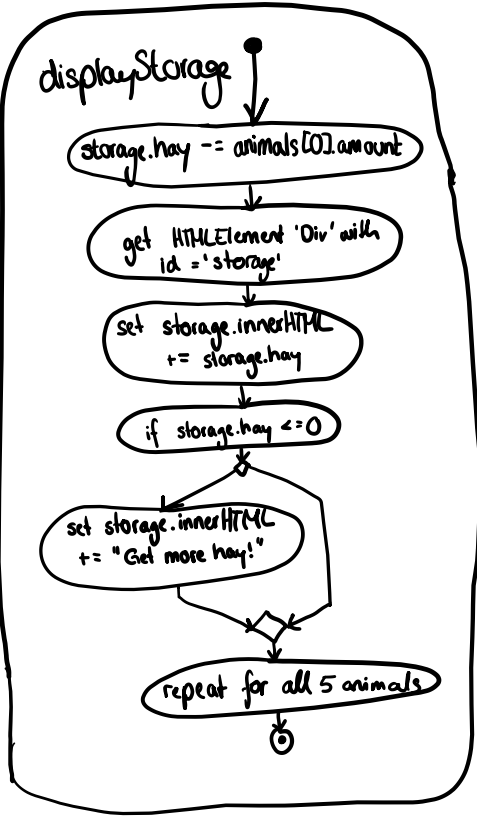 displayStorage
storage.hay -= animals[0].amount
get HTMLElement 'Div' with
id = 'storage'
set storage.innerHTML
+= storage.hay
if storage.hay <=0
set storage.innerHTML
+= "Get more hay!"
repeat for all 5 animals